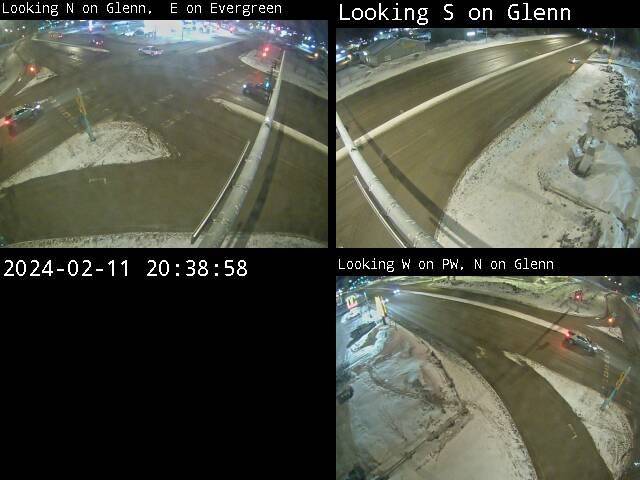 Looking N on Glenn,  E on Evergreen
Looking S on Glenn
2024-02-11 20:38:58
Looking W on PW, N on Glenn